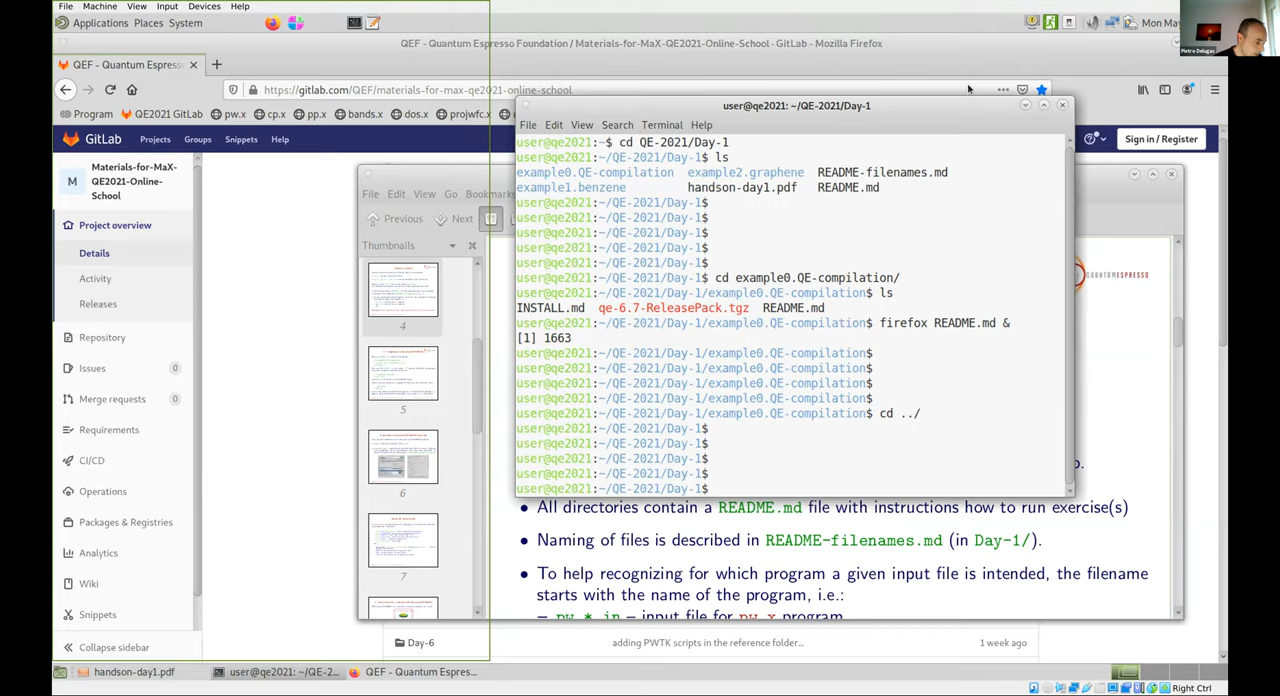 File Machine View Input Devices Help
Applications Places System
Mon May
Pietro Delugas
QEF - Quantum Espresso Foundation / Materials-for-MaX-QE2021-Online-School · GitLab - Mozilla Firefox
QEF - Quantum Espress
https://gitlab.com/QEF/materials-for-max-qe2021-online-school
Program QE2021 GitLab pw.x cp.x pp.x bands.x dos.x projwfc.x
GitLab Projects Groups Snippets Help
Sign in / Register
M
Materials-for-MaX-
QE2021-Online-
School
Project overview
Details
Activity
Releases
Repository
Issues 0
Merge requests 0
Requirements
CI/CD
Operations
Packages & Registries
Analytics
Wiki
Snippets
Collapse sidebar
File Edit View Go Bookmarks
Previous Next
Thumbnails
4
5
6
7
user@qe2021: ~/QE-2021/Day-1
File Edit View Search Terminal Help
user@qe2021:~$ cd QE-2021/Day-1
user@qe2021:~/QE-2021/Day-1$ ls
example0.QE-compilation example2.graphene README-filenames.md
example1.benzene handson-day1.pdf README.md
user@qe2021:~/QE-2021/Day-1$
user@qe2021:~/QE-2021/Day-1$
user@qe2021:~/QE-2021/Day-1$
user@qe2021:~/QE-2021/Day-1$
user@qe2021:~/QE-2021/Day-1$
user@qe2021:~/QE-2021/Day-1$ cd example0.QE-compilation/
user@qe2021:~/QE-2021/Day-1/example0.QE-compilation$ ls
INSTALL.md qe-6.7-ReleasePack.tgz README.md
user@qe2021:~/QE-2021/Day-1/example0.QE-compilation$ firefox README.md &
[1] 1663
user@qe2021:~/QE-2021/Day-1/example0.QE-compilation$
user@qe2021:~/QE-2021/Day-1/example0.QE-compilation$
user@qe2021:~/QE-2021/Day-1/example0.QE-compilation$
user@qe2021:~/QE-2021/Day-1/example0.QE-compilation$
user@qe2021:~/QE-2021/Day-1/example0.QE-compilation$ cd ../
user@qe2021:~/QE-2021/Day-1$
user@qe2021:~/QE-2021/Day-1$
user@qe2021:~/QE-2021/Day-1$
user@qe2021:~/QE-2021/Day-1$
user@qe2021:~/QE-2021/Day-1$
QUANTUMESPRESSO
p.
• All directories contain a README.md file with instructions how to run exercise(s)
• Naming of files is described in README-filenames.md (in Day-1/).
• To help recognizing for which program a given input file is intended, the filename
starts with the name of the program, i.e.:
– pw.*.in – input file for pw.x program
Day-6 adding PWTK scripts in the reference folder... 1 week ago
handson-day1.pdf user@qe2021: ~/QE-2... QEF - Quantum Espres...
Right Ctrl